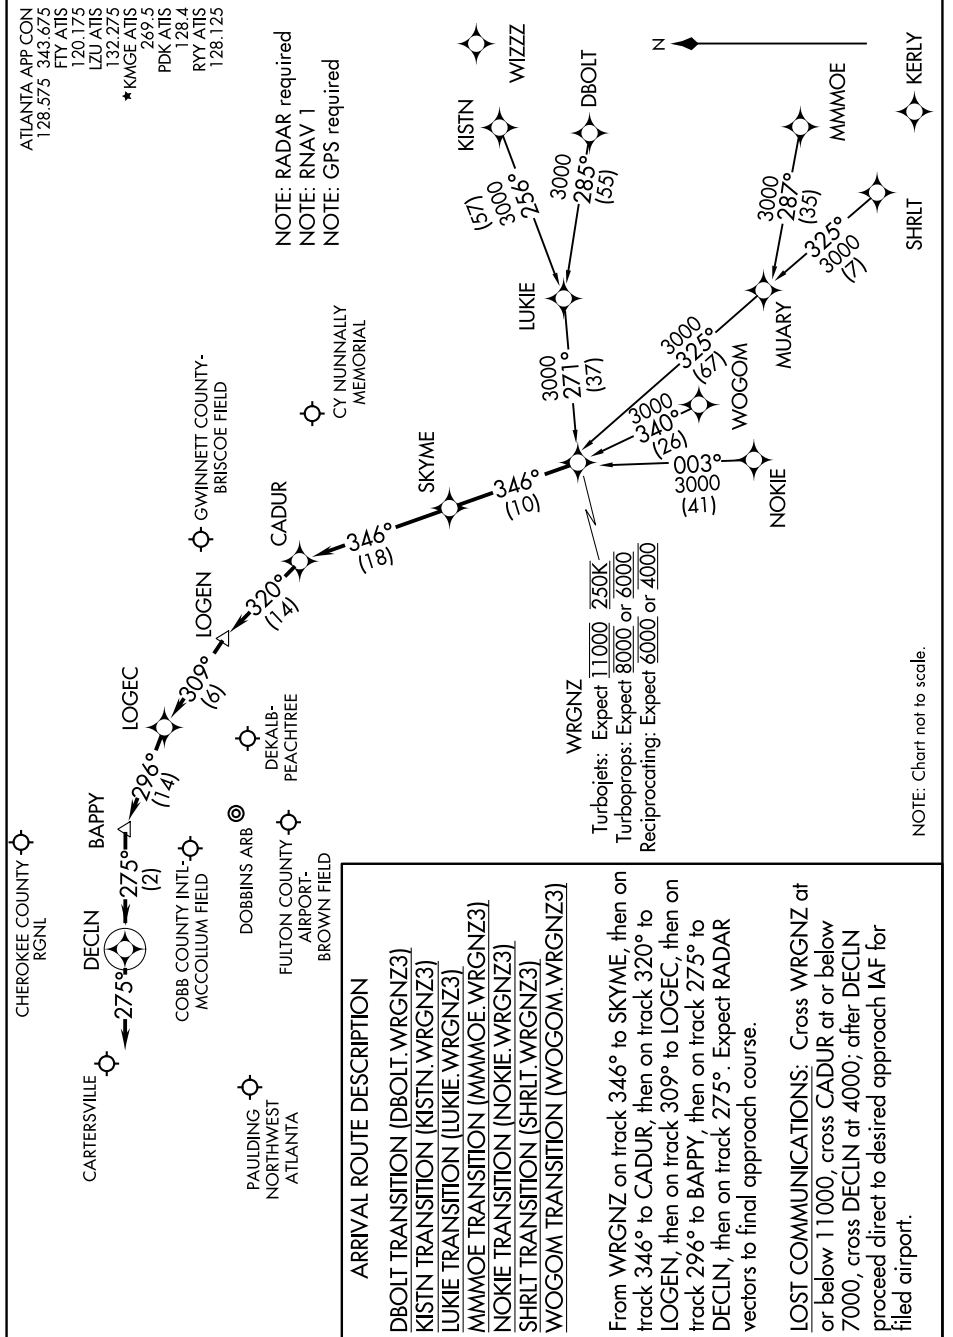 ATLANTA APP CON
128.575 343.675
FTY ATIS
120.175
LZU ATIS
132.275
★KMGE ATIS
269.5
PDK ATIS
128.4
RYY ATIS
128.125
NOTE: RADAR required
NOTE: RNAV 1
NOTE: GPS required
CHEROKEE COUNTY
RGNL
CARTERSVILLE
275°
DECLN
275°
(2)
BAPPY
296°
(14)
LOGEC
309°
(6)
LOGEN
320°
(14)
CADUR
346°
(18)
SKYME
346°
(10)
GWINNETT COUNTY-
BRISCOE FIELD
CY NUNNALLY
MEMORIAL
COBB COUNTY INTL-
MCCOLLUM FIELD
DOBBINS ARB
DEKALB-
PEACHTREE
FULTON COUNTY
AIRPORT-
BROWN FIELD
PAULDING
NORTHWEST
ATLANTA
KISTN
WIZZZ
DBOLT
(57)
3000
256°
3000
285°
(55)
LUKIE
3000
271°
(37)
N
MMMOE
KERLY
3000
287°
(35)
SHRLT
325°
3000
(7)
MUARY
3000
325°
(67)
WOGOM
3000
340°
(26)
003°
3000
(41)
NOKIE
WRGNZ
Turbojets: Expect 11000 250K
Turboprops: Expect 8000 or 6000
Reciprocating: Expect 6000 or 4000
NOTE: Chart not to scale.
ARRIVAL ROUTE DESCRIPTION
DBOLT TRANSITION (DBOLT.WRGNZ3)
KISTN TRANSITION (KISTN.WRGNZ3)
LUKIE TRANSITION (LUKIE.WRGNZ3)
MMMOE TRANSITION (MMMOE.WRGNZ3)
NOKIE TRANSITION (NOKIE.WRGNZ3)
SHRLT TRANSITION (SHRLT.WRGNZ3)
WOGOM TRANSITION (WOGOM.WRGNZ3)
From WRGNZ on track 346° to SKYME, then on
track 346° to CADUR, then on track 320° to
LOGEN, then on track 309° to LOGEC, then on
track 296° to BAPPY, then on track 275° to
DECLN, then on track 275°. Expect RADAR
vectors to final approach course.
LOST COMMUNICATIONS: Cross WRGNZ at
or below 11000, cross CADUR at or below
7000, cross DECLN at 4000; after DECLN
proceed direct to desired approach IAF for
filed airport.